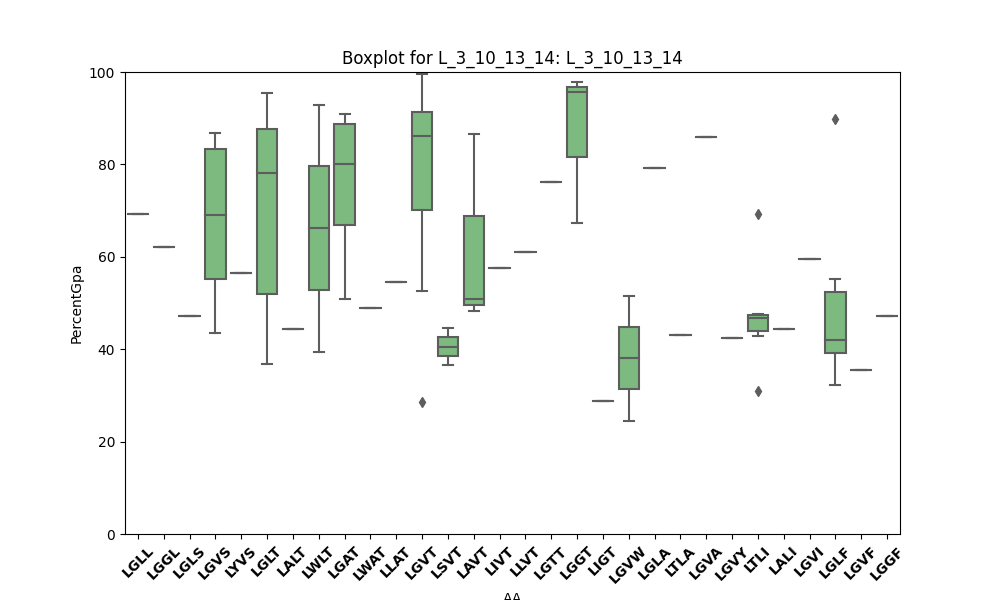 Boxplot for L_3_10_13_14: L_3_10_13_14
PercentGpa
100
80
60
40
20
0
LGLL LGGL LGLS LGVS LYVS LGLT LALT LWLT LGAT LWAT LLAT LGVT LSVT LAVT LIVT LLVT LGTT LGGT LIGT LGVW LGLA LTLA LGVA LGVY LTLI LALI LGVI LGLF LGVF LGGF
AA